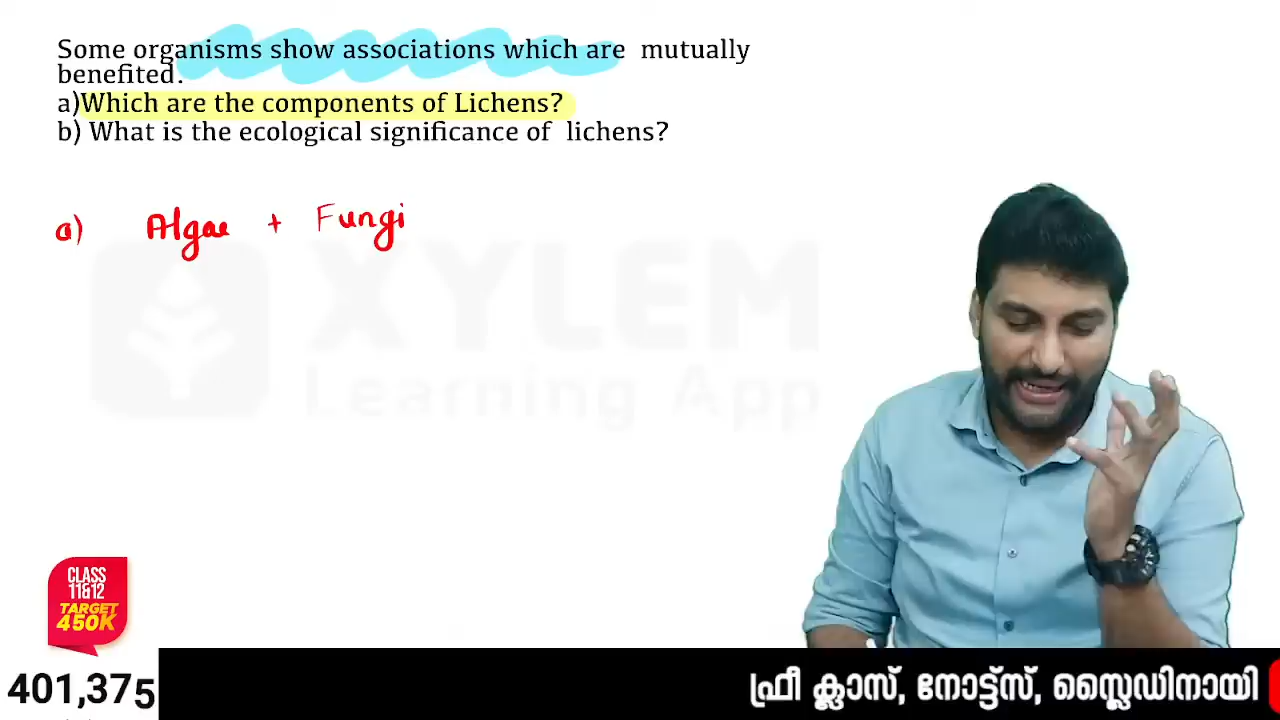 Some organisms show associations which are mutually
benefited.
a)Which are the components of Lichens?
b) What is the ecological significance of lichens?
a) Algae + Fungi
XYLEM
Learning App
CLASS
11&12
TARGET
450K
401,375
ഫ്രീ ക്ലാസ്, നോട്ട്സ്, സ്ലൈഡിനായി